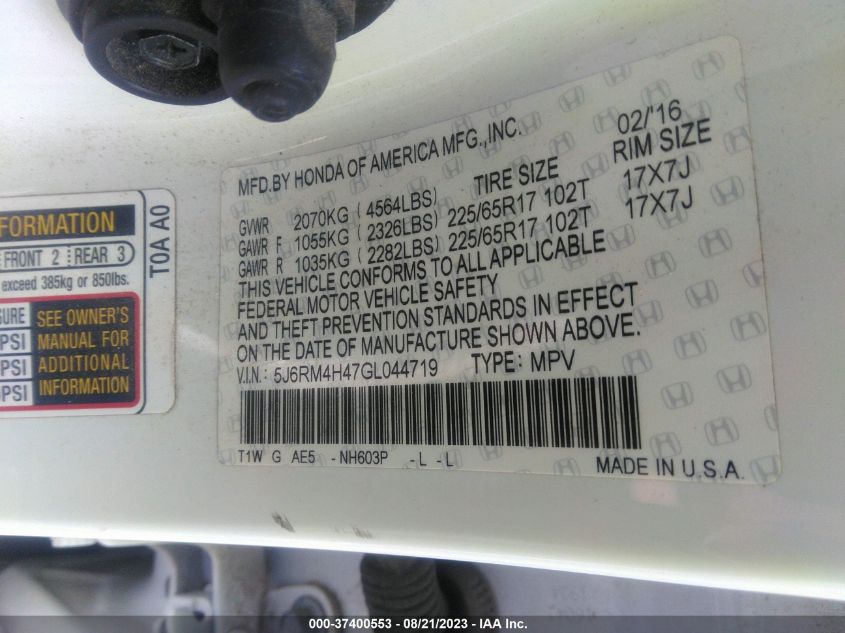 FORMATION
FRONT 2 REAR 3
exceed 385kg or 850lbs.
SURE
PSI
PSI
PSI
SEE OWNER'S
MANUAL FOR
ADDITIONAL
INFORMATION
T0A A0
MFD.BY HONDA OF AMERICA MFG.,INC. 02/'16
TIRE SIZE RIM SIZE
GVWR 2070KG (4564LBS)
GAWR F 1055KG (2326LBS) 225/65R17 102T 17X7J
GAWR R 1035KG (2282LBS) 225/65R17 102T 17X7J
THIS VEHICLE CONFORMS TO ALL APPLICABLE
FEDERAL MOTOR VEHICLE SAFETY
AND THEFT PREVENTION STANDARDS IN EFFECT
ON THE DATE OF MANUFACTURE SHOWN ABOVE.
V.I.N: 5J6RM4H47GL044719 TYPE: MPV
T1W G AE5 - NH603P - L - L
MADE IN U.S.A.
000-37400553 - 08/21/2023 - IAA Inc.